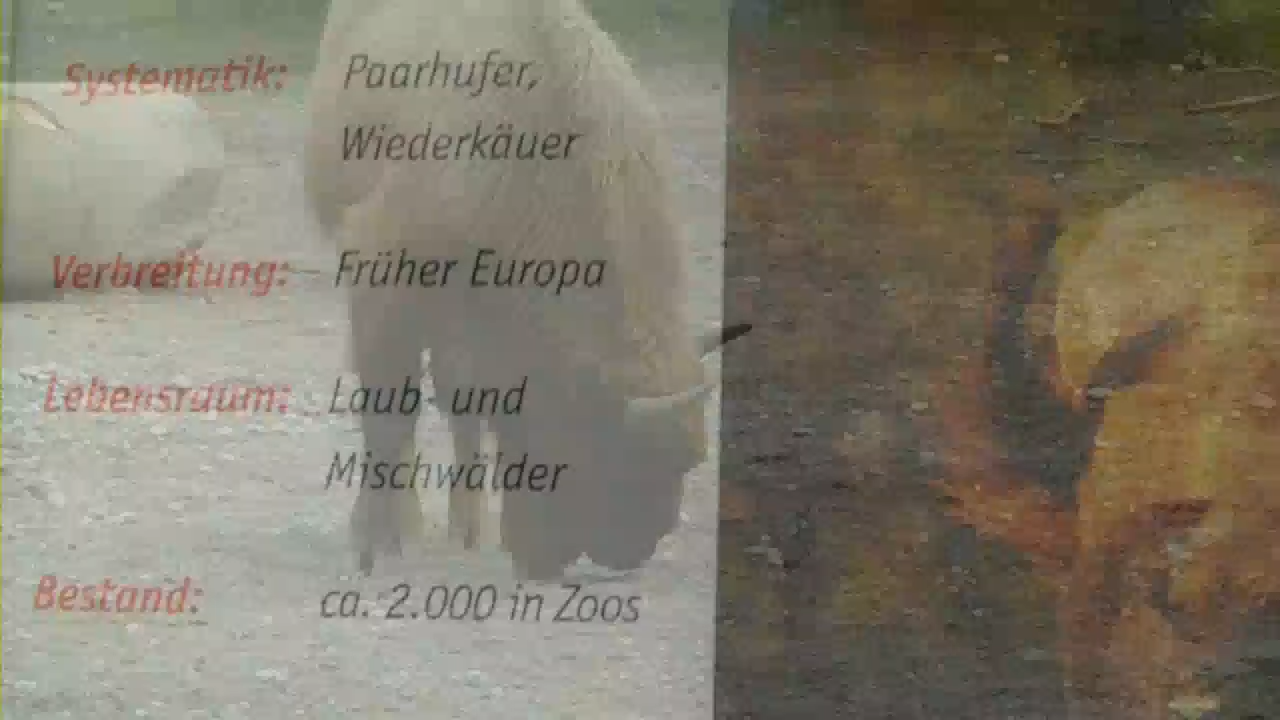 Systematik: Paarhufer,
Wiederkäuer
Verbreitung: Früher Europa
Lebensraum: Laub- und
Mischwälder
Bestand: ca. 2.000 in Zoos